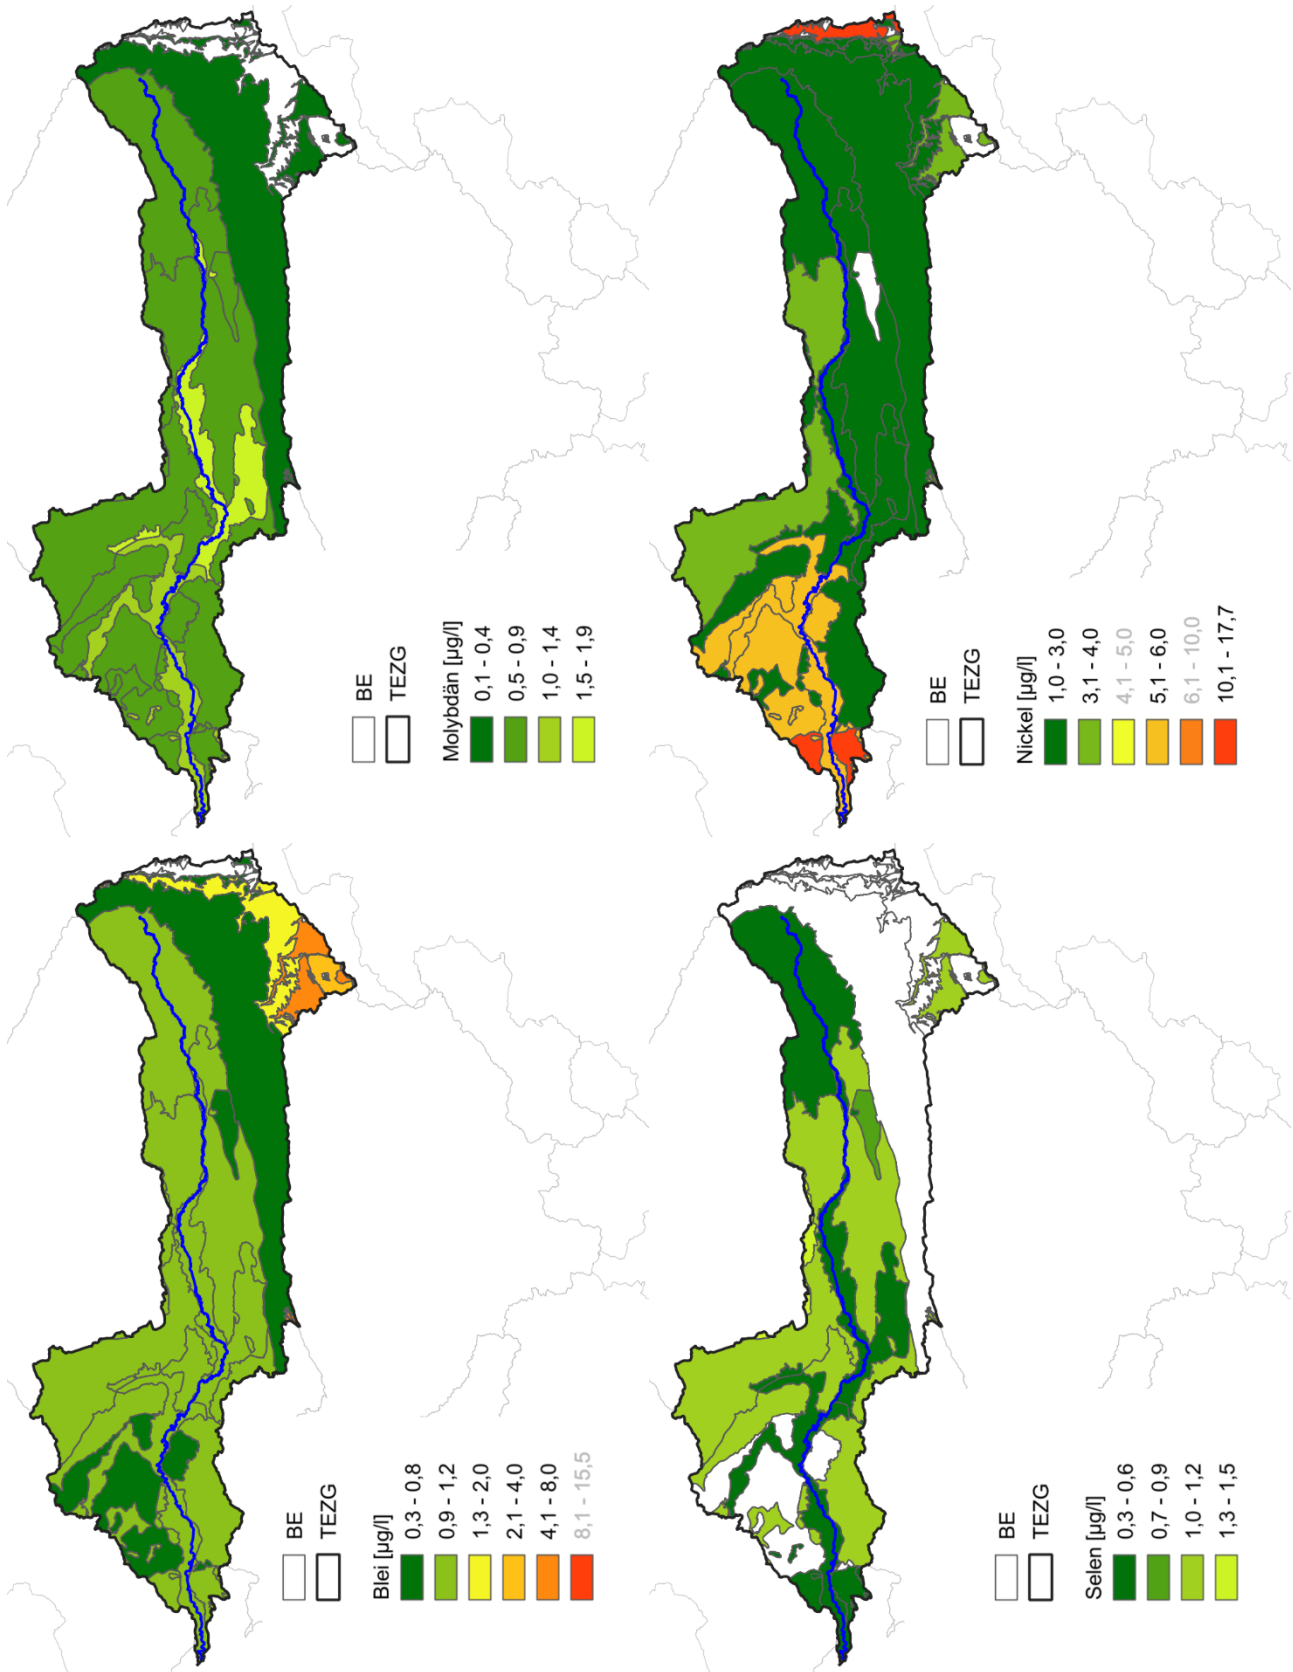 BE
TEZG
Blei [µg/l]
0,3 - 0,8
0,9 - 1,2
1,3 - 2,0
2,1 - 4,0
4,1 - 8,0
8,1 - 15,5
BE
TEZG
Molybdän [µg/l]
0,1 - 0,4
0,5 - 0,9
1,0 - 1,4
1,5 - 1,9
BE
TEZG
Selen [µg/l]
0,3 - 0,6
0,7 - 0,9
1,0 - 1,2
1,3 - 1,5
BE
TEZG
Nickel [µg/l]
1,0 - 3,0
3,1 - 4,0
4,1 - 5,0
5,1 - 6,0
6,1 - 10,0
10,1 - 17,7